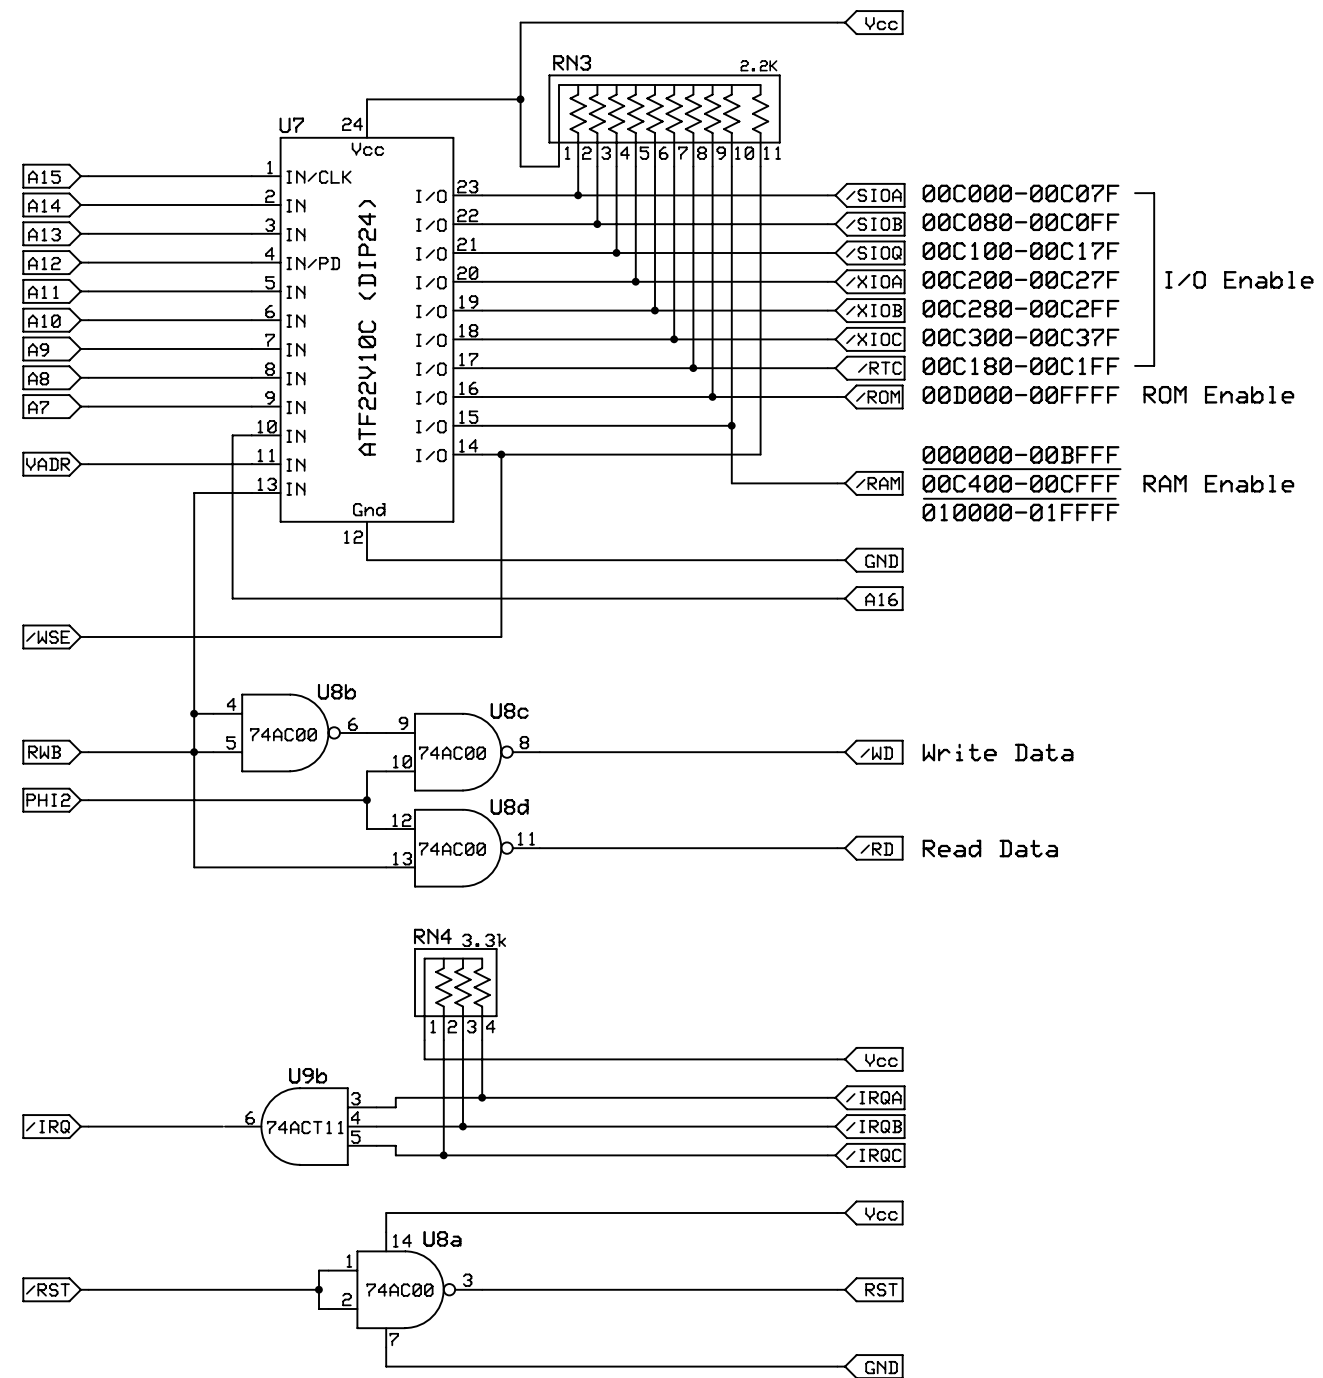 Vcc
RN3 2.2K
U7 24
Vcc
1 2 3 4 5 6 7 8 9 10 11
A15 1 IN/CLK
I/O 23 /SIOA 00C000-00C07F
A14 2 IN
I/O 22 /SIOB 00C080-00C0FF
A13 3 IN
I/O 21 /SIOQ 00C100-00C17F
A12 4 IN/PD
I/O 20 /XIOA 00C200-00C27F
I/O Enable
A11 5 IN
I/O 19 /XIOB 00C280-00C2FF
A10 6 IN
I/O 18 /XIOC 00C300-00C37F
A9 7 IN
I/O 17 /RTC 00C180-00C1FF
A8 8 IN
I/O 16 /ROM 00D000-00FFFF ROM Enable
A7 9 IN
I/O 15
10 IN
I/O 14
ATF22V10C (DIP24)
000000-00BFFF
VADR 11 IN
/RAM 00C400-00CFFF RAM Enable
13 IN
010000-01FFFF
Gnd
12
GND
A16
/WSE
U8b
4
74AC00 6
RWB 5
U8c
9
74AC00 8 /WD Write Data
10
PHI2
U8d
12
74AC00 11 /RD Read Data
13
RN4 3.3k
1 2 3 4
Vcc
U9b
3 /IRQA
/IRQ 6 74ACT11 4 /IRQB
5 /IRQC
Vcc
14 U8a
1
/RST 74AC00 3 RST
2
7
GND